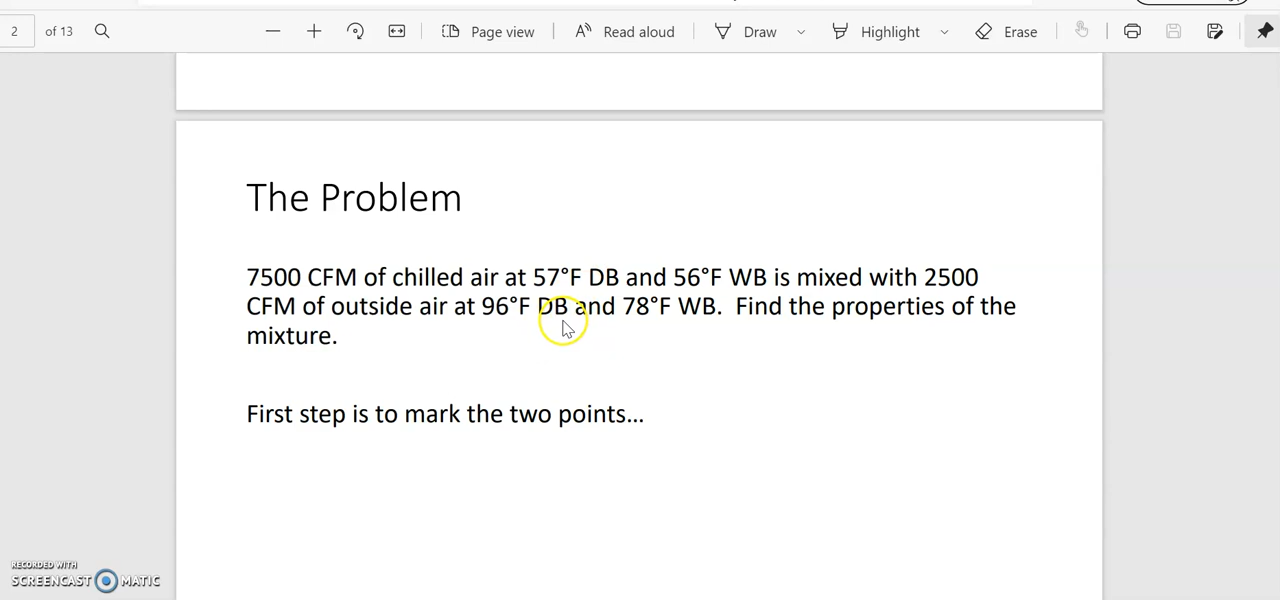 2 of 13 Page view Read aloud Draw Highlight Erase
The Problem
7500 CFM of chilled air at 57°F DB and 56°F WB is mixed with 2500
CFM of outside air at 96°F DB and 78°F WB.  Find the properties of the
mixture.
First step is to mark the two points...
RECORDED WITH
SCREENCAST MATIC